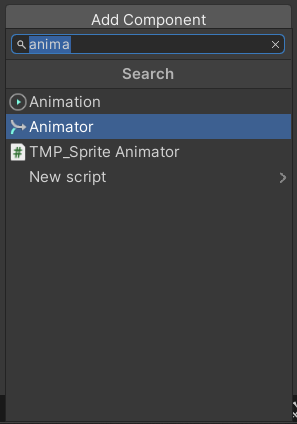 Add Component
anima
Search
Animation
Animator
TMP_Sprite Animator
New script